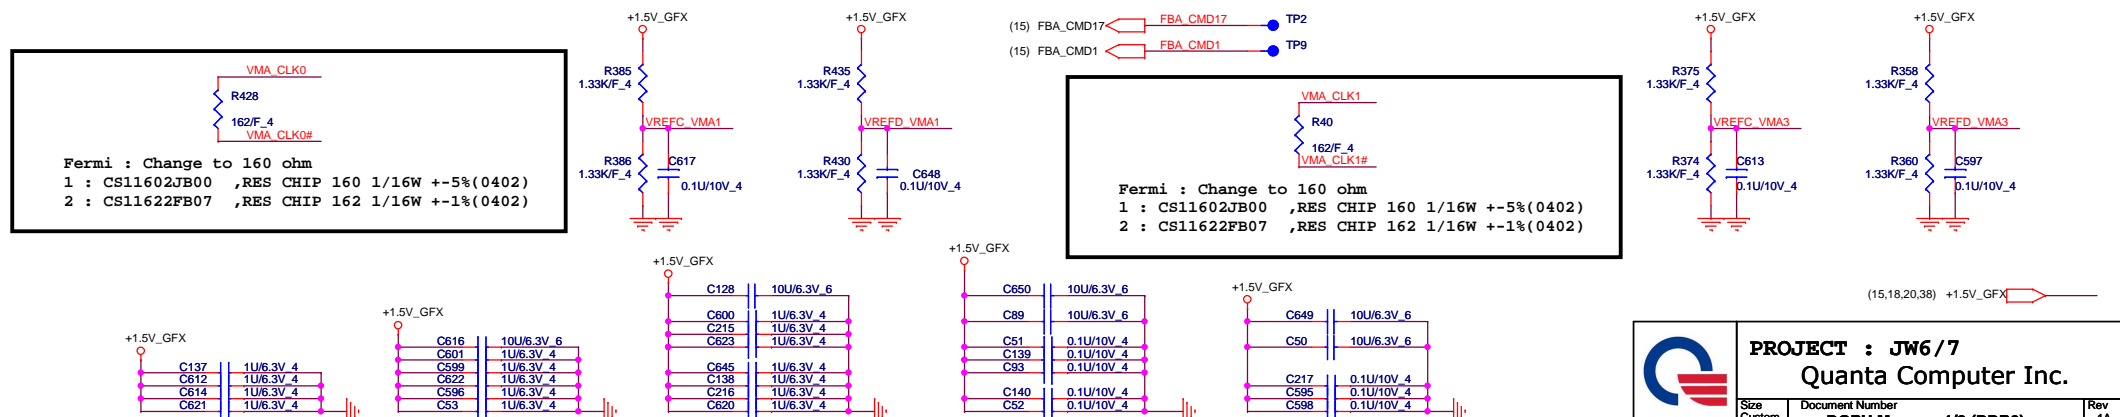 +1.5V_GFX
+1.5V_GFX
(15) FBA_CMD17 FBA_CMD17 TP2
(15) FBA_CMD1 FBA_CMD1 TP9
+1.5V_GFX
+1.5V_GFX
VMA_CLK0
R428
162/F_4
VMA_CLK0#
Fermi : Change to 160 ohm
1 : CS11602JB00 ,RES CHIP 160 1/16W +-5%(0402)
2 : CS11622FB07 ,RES CHIP 162 1/16W +-1%(0402)
R385
1.33K/F_4
VREFC_VMA1
R386
1.33K/F_4
C617
0.1U/10V_4
R435
1.33K/F_4
VREFD_VMA1
R430
1.33K/F_4
C648
0.1U/10V_4
VMA_CLK1
R40
162/F_4
VMA_CLK1#
Fermi : Change to 160 ohm
1 : CS11602JB00 ,RES CHIP 160 1/16W +-5%(0402)
2 : CS11622FB07 ,RES CHIP 162 1/16W +-1%(0402)
R375
1.33K/F_4
VREFC_VMA3
R374
1.33K/F_4
C613
0.1U/10V_4
R358
1.33K/F_4
VREFD_VMA3
R360
1.33K/F_4
C597
0.1U/10V_4
+1.5V_GFX
C137 1U/6.3V_4
C612 1U/6.3V_4
C614 1U/6.3V_4
C621 1U/6.3V_4
+1.5V_GFX
C616 10U/6.3V_6
C601 1U/6.3V_4
C599 1U/6.3V_4
C622 1U/6.3V_4
C596 1U/6.3V_4
C53 1U/6.3V_4
+1.5V_GFX
C128 10U/6.3V_6
C600 1U/6.3V_4
C215 1U/6.3V_4
C623 1U/6.3V_4
C645 1U/6.3V_4
C138 1U/6.3V_4
C216 1U/6.3V_4
C620 1U/6.3V_4
+1.5V_GFX
C650 10U/6.3V_6
C89 10U/6.3V_6
C51 0.1U/10V_4
C139 0.1U/10V_4
C93 0.1U/10V_4
C140 0.1U/10V_4
C52 0.1U/10V_4
+1.5V_GFX
C649 10U/6.3V_6
C50 10U/6.3V_6
C217 0.1U/10V_4
C595 0.1U/10V_4
C598 0.1U/10V_4
(15,18,20,38) +1.5V_GFX
PROJECT : JW6/7
Quanta Computer Inc.
Size
Document Number
Rev